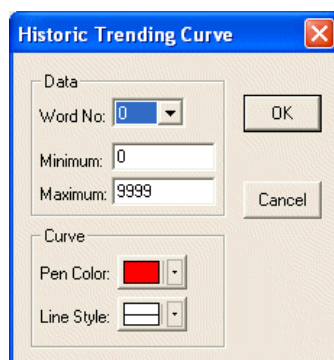 Historic Trending Curve
Data
Word No: 0
OK
Minimum: 0
Maximum: 9999
Cancel
Curve
Pen Color:
Line Style: